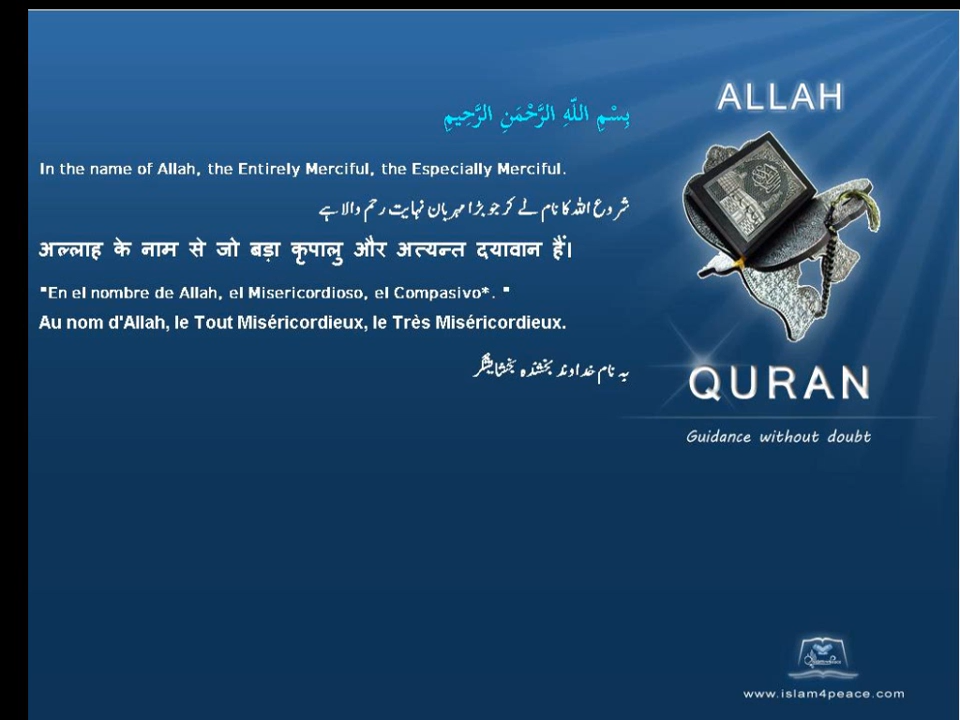 بِسْمِ اللَّهِ الرَّحْمَنِ الرَّحِيمِ
In the name of Allah, the Entirely Merciful, the Especially Merciful.
شروع اللہ کا نام لے کر جو بڑا مہربان نہایت رحم والا ہے
अल्लाह के नाम से जो बड़ा कृपालु और अत्यन्त दयावान हैं।
"En el nombre de Allah, el Misericordioso, el Compasivo*. "
Au nom d'Allah, le Tout Miséricordieux, le Très Miséricordieux.
به نام خداوند بخشنده بخشایشگر
ALLAH
QURAN
Guidance without doubt
www.islam4peace.com